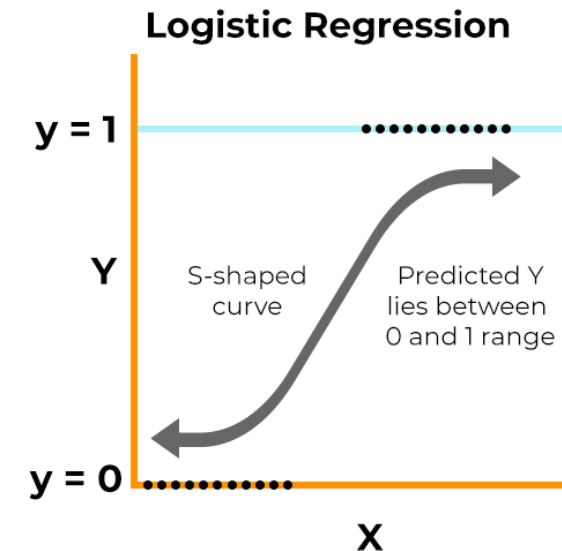 Logistic Regression
y = 1
Y
S-shaped
curve
Predicted Y
lies between
0 and 1 range
y = 0
X